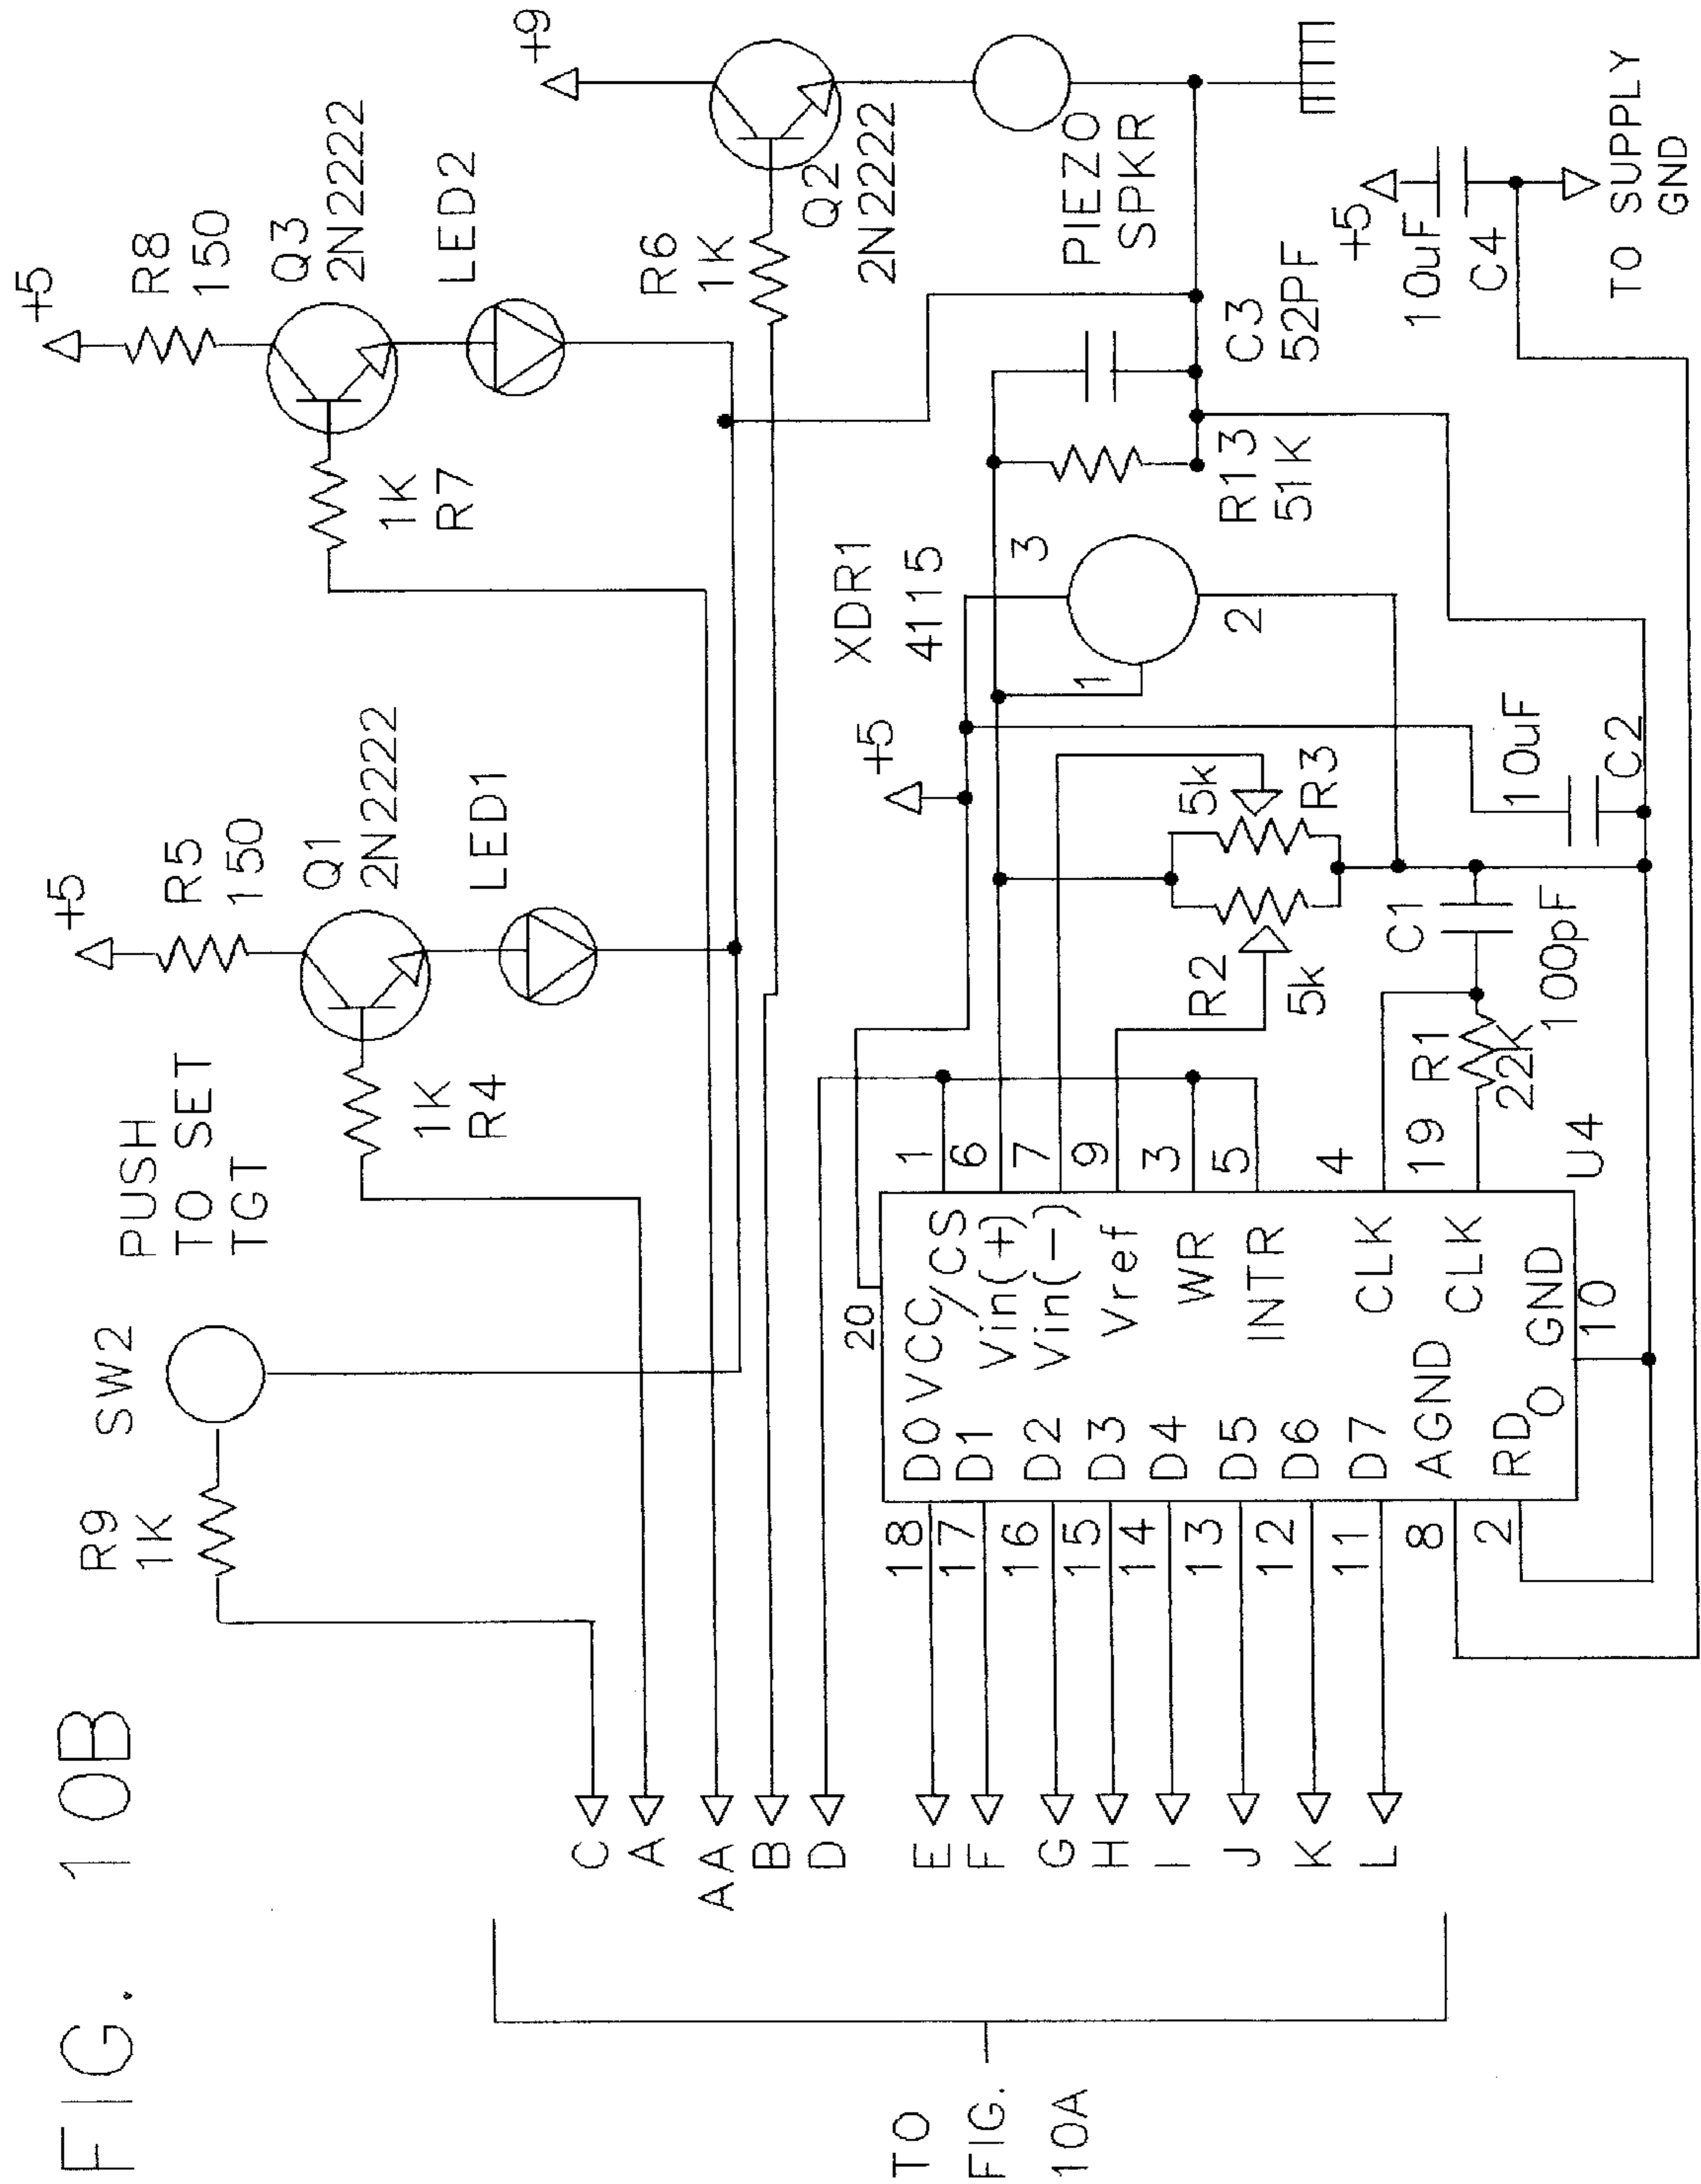 FIG. 10B
TO
FIG.
10A
C
A
AA
B
D
E
F
G
H
I
J
K
L
R9
1K
SW2
PUSH
TO SET
TGT
1K
R4
+5
R5
150
Q1
2N2222
LED1
1K
R7
+5
R8
150
Q3
2N2222
LED2
R6
1K
+9
Q2
2N2222
PIEZO
SPKR
XDR1
4115
3
1
2
+5
R13
51K
C3
52PF
+5
10uF
C4
TO SUPPLY
GND
5k
R3
R2
5k
10uF
C2
C1
100pF
R1
22K
20
1
6
7
9
3
5
4
19
U4
D0 VCC/CS
D1 Vin(+)
D2 Vin(-)
D3 Vref
D4 WR
D5 INTR
D6
D7 CLK
AGND CLK
RD O GND
10
18
17
16
15
14
13
12
11
8
2